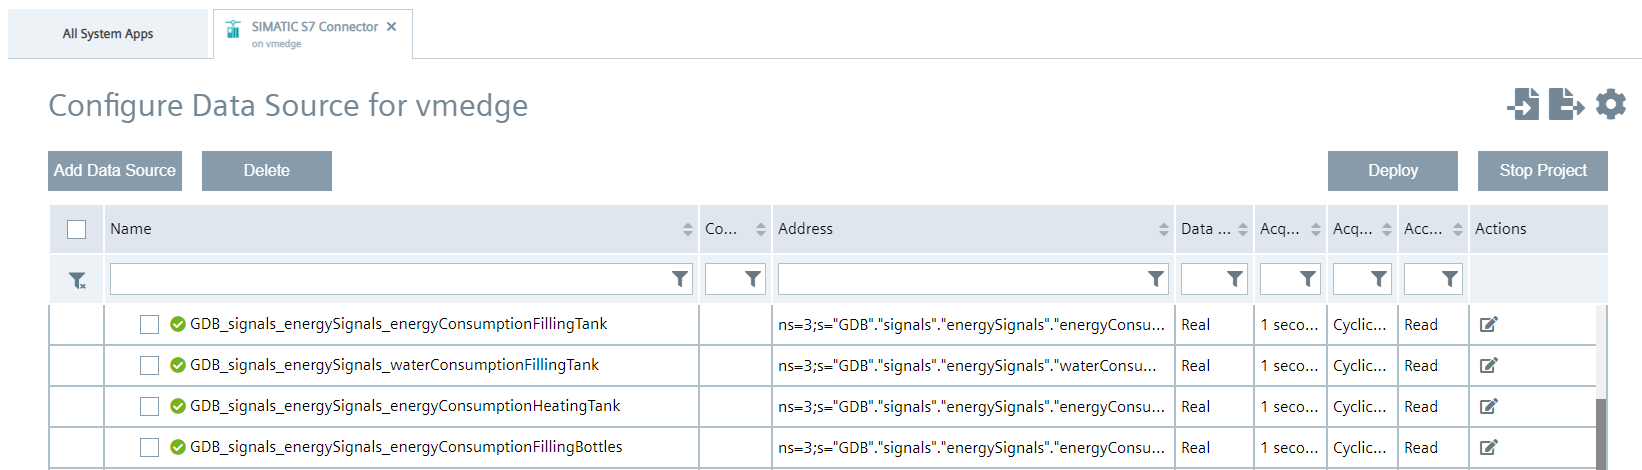 All System Apps
SIMATIC S7 Connector
on vmedge
Configure Data Source for vmedge
Add Data Source Delete Deploy Stop Project
Name Co... Address Data ... Acq... Acq... Acc... Actions
GDB_signals_energySignals_energyConsumptionFillingTank ns=3;s="GDB"."signals"."energySignals"."energyConsu... Real 1 seco... Cyclic... Read
GDB_signals_energySignals_waterConsumptionFillingTank ns=3;s="GDB"."signals"."energySignals"."waterConsu... Real 1 seco... Cyclic... Read
GDB_signals_energySignals_energyConsumptionHeatingTank ns=3;s="GDB"."signals"."energySignals"."energyConsu... Real 1 seco... Cyclic... Read
GDB_signals_energySignals_energyConsumptionFillingBottles ns=3;s="GDB"."signals"."energySignals"."energyConsu... Real 1 seco... Cyclic... Read